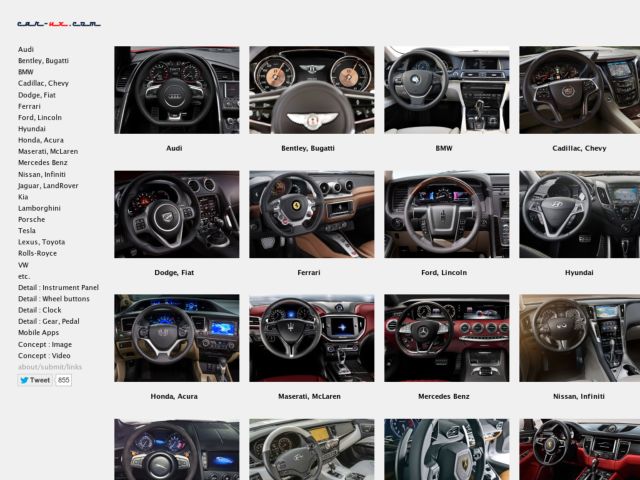 car-ux.com
Audi
Bentley, Bugatti
BMW
Cadillac, Chevy
Dodge, Fiat
Ferrari
Ford, Lincoln
Hyundai
Honda, Acura
Maserati, McLaren
Mercedes Benz
Nissan, Infiniti
Jaguar, LandRover
Kia
Lamborghini
Porsche
Tesla
Lexus, Toyota
Rolls-Royce
VW
etc.
Detail : Instrument Panel
Detail : Wheel buttons
Detail : Clock
Detail : Gear, Pedal
Mobile Apps
Concept : Image
Concept : Video
about/submit/links
Tweet 855
Audi
Bentley, Bugatti
BMW
Cadillac, Chevy
Dodge, Fiat
Ferrari
Ford, Lincoln
Hyundai
Honda, Acura
Maserati, McLaren
Mercedes Benz
Nissan, Infiniti